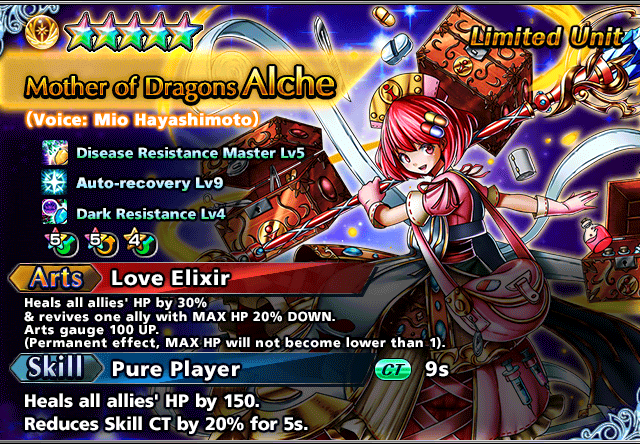 Limited Unit
Mother of Dragons Alche
(Voice: Mio Hayashimoto)
Disease Resistance Master Lv5
Auto-recovery Lv9
Dark Resistance Lv4
5 5 4
Arts Love Elixir
Heals all allies' HP by 30%
& revives one ally with MAX HP 20% DOWN.
Arts gauge 100 UP.
(Permanent effect, MAX HP will not become lower than 1).
Skill Pure Player CT 9s
Heals all allies' HP by 150.
Reduces Skill CT by 20% for 5s.